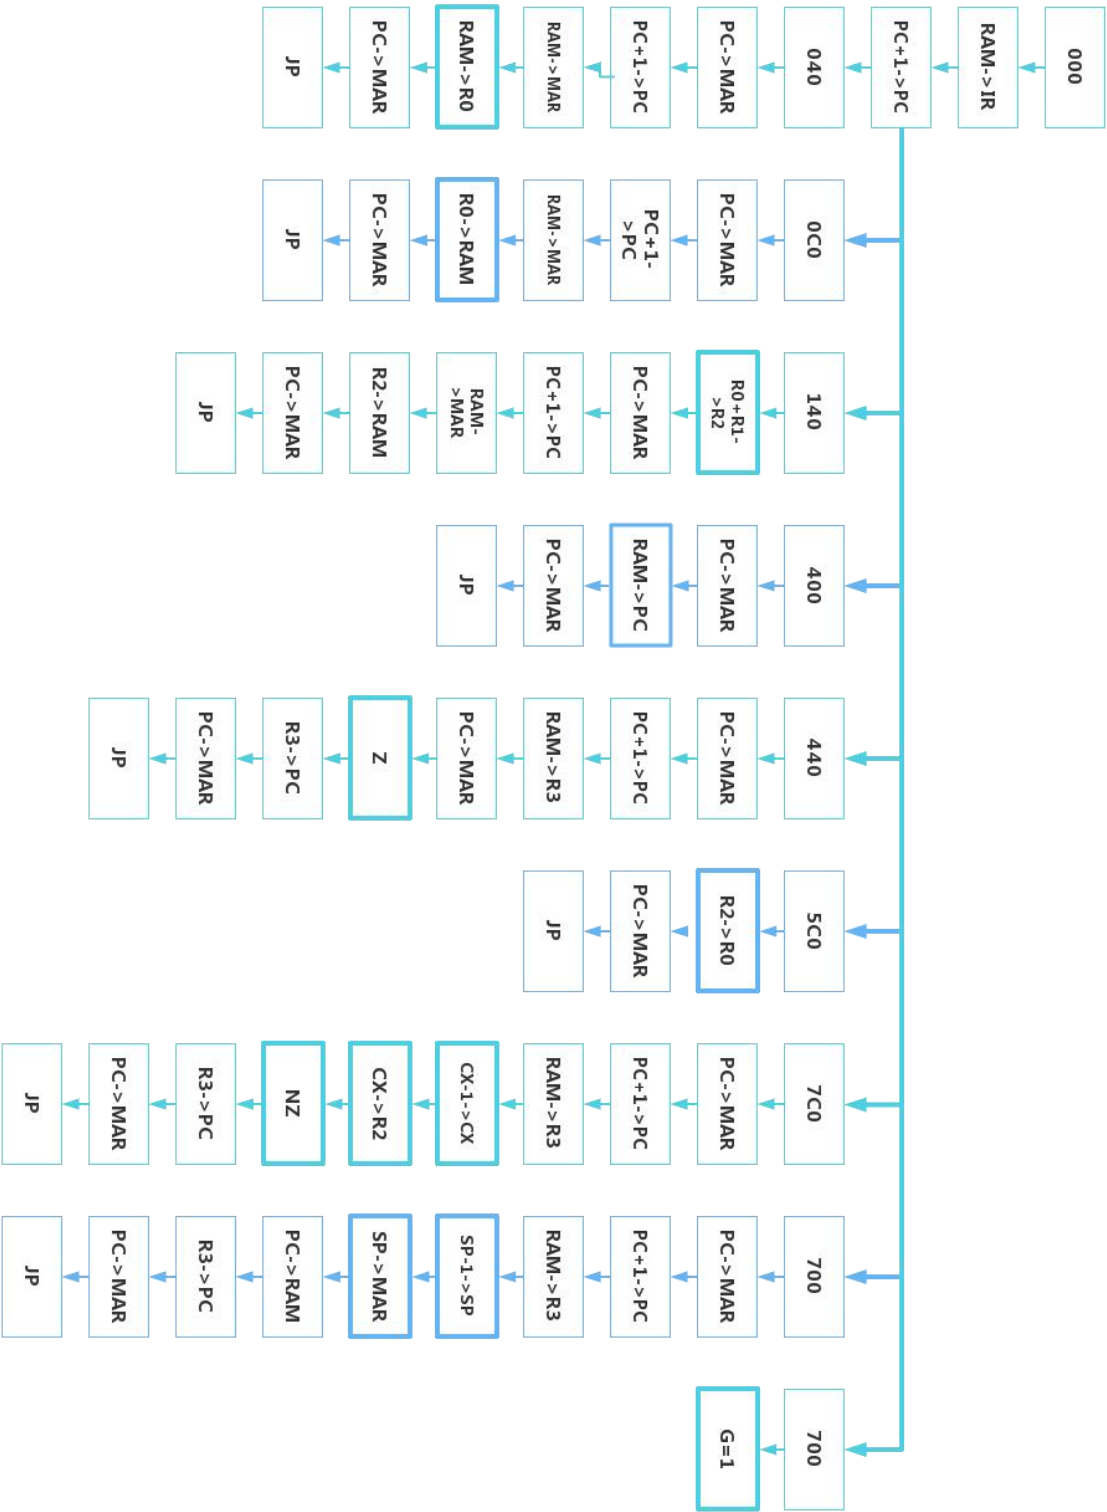 000
RAM->IR
PC+1->PC
040
PC->MAR
PC+1->PC
RAM->MAR
RAM->R0
PC->MAR
JP
0C0
PC->MAR
PC+1-
>PC
RAM->MAR
R0->RAM
PC->MAR
JP
140
R0+R1-
>R2
PC->MAR
PC+1->PC
RAM-
>MAR
R2->RAM
PC->MAR
JP
400
PC->MAR
RAM->PC
PC->MAR
JP
440
PC->MAR
PC+1->PC
RAM->R3
PC->MAR
Z
R3->PC
PC->MAR
JP
5C0
R2->R0
PC->MAR
JP
7C0
PC->MAR
PC+1->PC
RAM->R3
CX-1->CX
CX->R2
NZ
R3->PC
PC->MAR
JP
700
PC->MAR
PC+1->PC
RAM->R3
SP-1->SP
SP->MAR
PC->RAM
R3->PC
PC->MAR
JP
700
G=1